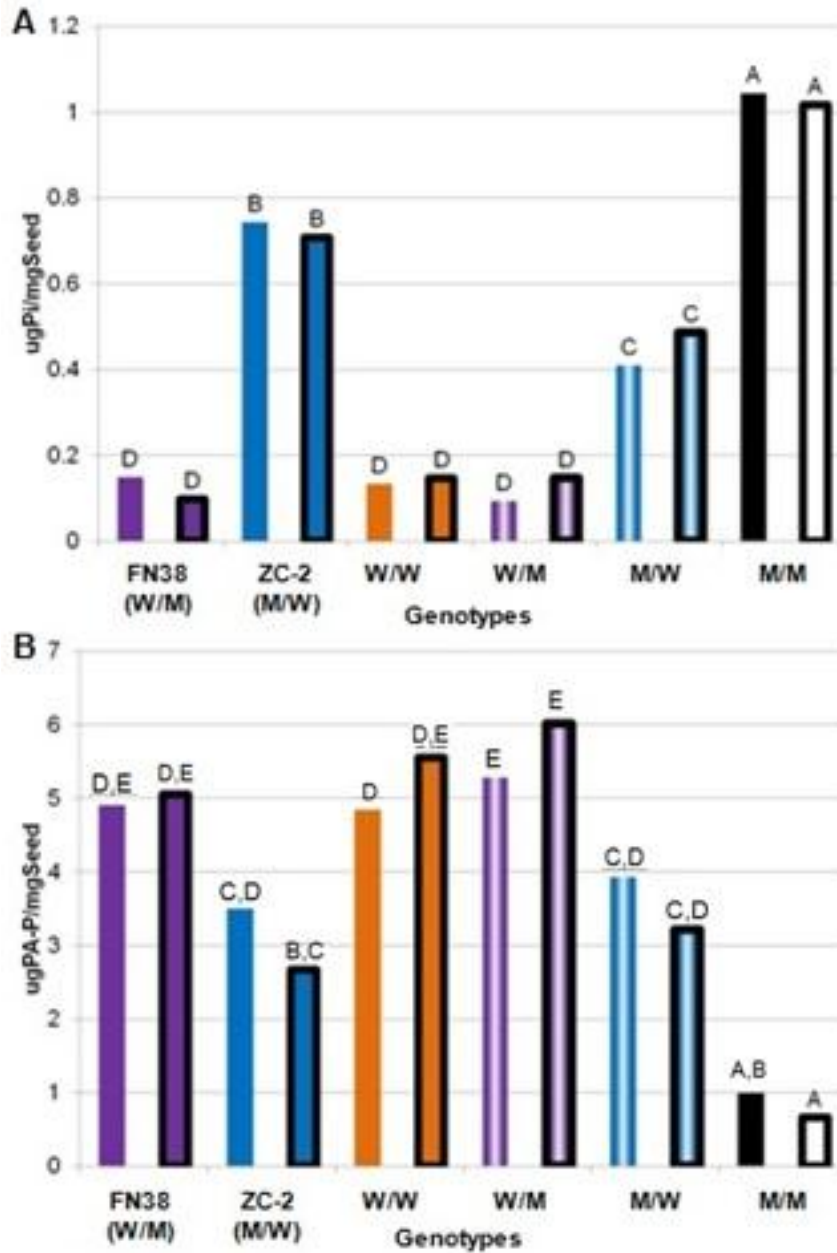 A
1.2
1
0.8
0.6
0.4
0.2
0
ugPi/mgSeed
D D B B D D D D C C A A
FN38 ZC-2 W/W W/M M/W M/M
(W/M) (M/W)
Genotypes
B
7
6
5
4
3
2
1
0
ugPA-P/mgSeed
D,E D,E C,D B,C D D,E E E C,D C,D A,B A
FN38 ZC-2 W/W W/M M/W M/M
(W/M) (M/W)
Genotypes